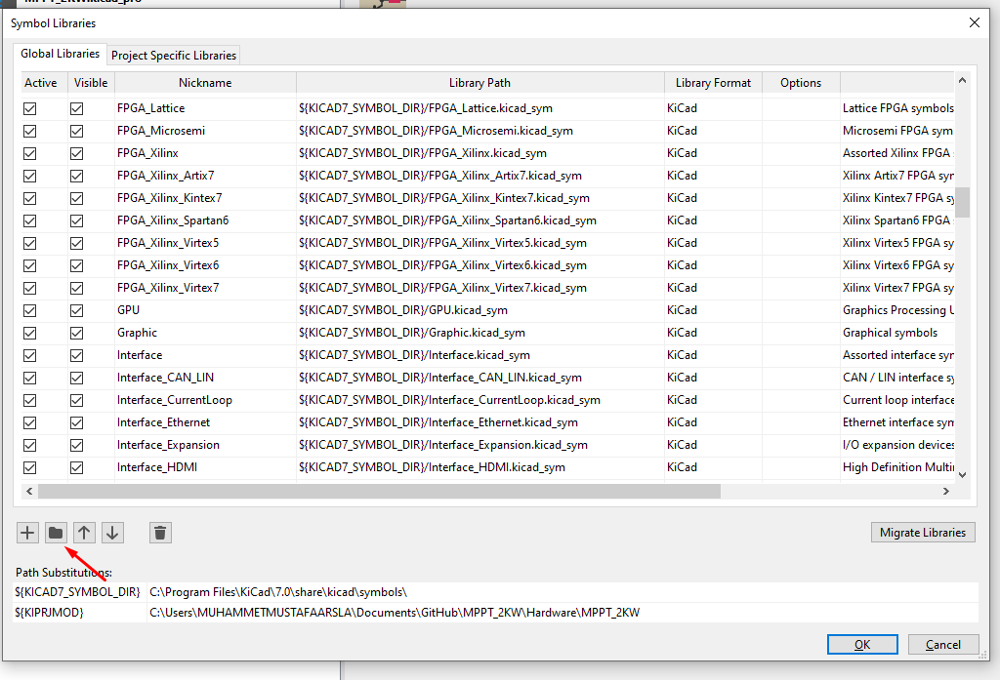 MPPT_2KW\kicad_pro
Symbol Libraries
Global Libraries Project Specific Libraries
Active Visible Nickname Library Path Library Format Options
FPGA_Lattice ${KICAD7_SYMBOL_DIR}/FPGA_Lattice.kicad_sym KiCad Lattice FPGA symbols
FPGA_Microsemi ${KICAD7_SYMBOL_DIR}/FPGA_Microsemi.kicad_sym KiCad Microsemi FPGA sym
FPGA_Xilinx ${KICAD7_SYMBOL_DIR}/FPGA_Xilinx.kicad_sym KiCad Assorted Xilinx FPGA
FPGA_Xilinx_Artix7 ${KICAD7_SYMBOL_DIR}/FPGA_Xilinx_Artix7.kicad_sym KiCad Xilinx Artix7 FPGA syr
FPGA_Xilinx_Kintex7 ${KICAD7_SYMBOL_DIR}/FPGA_Xilinx_Kintex7.kicad_sym KiCad Xilinx Kintex7 FPGA sy
FPGA_Xilinx_Spartan6 ${KICAD7_SYMBOL_DIR}/FPGA_Xilinx_Spartan6.kicad_sym KiCad Xilinx Spartan6 FPGA
FPGA_Xilinx_Virtex5 ${KICAD7_SYMBOL_DIR}/FPGA_Xilinx_Virtex5.kicad_sym KiCad Xilinx Virtex5 FPGA sy
FPGA_Xilinx_Virtex6 ${KICAD7_SYMBOL_DIR}/FPGA_Xilinx_Virtex6.kicad_sym KiCad Xilinx Virtex6 FPGA sy
FPGA_Xilinx_Virtex7 ${KICAD7_SYMBOL_DIR}/FPGA_Xilinx_Virtex7.kicad_sym KiCad Xilinx Virtex7 FPGA sy
GPU ${KICAD7_SYMBOL_DIR}/GPU.kicad_sym KiCad Graphics Processing U
Graphic ${KICAD7_SYMBOL_DIR}/Graphic.kicad_sym KiCad Graphical symbols
Interface ${KICAD7_SYMBOL_DIR}/Interface.kicad_sym KiCad Assorted interface syr
Interface_CAN_LIN ${KICAD7_SYMBOL_DIR}/Interface_CAN_LIN.kicad_sym KiCad CAN / LIN interface sy
Interface_CurrentLoop ${KICAD7_SYMBOL_DIR}/Interface_CurrentLoop.kicad_sym KiCad Current loop interface
Interface_Ethernet ${KICAD7_SYMBOL_DIR}/Interface_Ethernet.kicad_sym KiCad Ethernet interface sym
Interface_Expansion ${KICAD7_SYMBOL_DIR}/Interface_Expansion.kicad_sym KiCad I/O expansion devices
Interface_HDMI ${KICAD7_SYMBOL_DIR}/Interface_HDMI.kicad_sym KiCad High Definition Multi
Migrate Libraries
Path Substitutions:
${KICAD7_SYMBOL_DIR} C:\Program Files\KiCad\7.0\share\kicad\symbols\
${KIPRJMOD} C:\Users\MUHAMMETMUSTAFAARSLA\Documents\GitHub\MPPT_2KW\Hardware\MPPT_2KW
OK Cancel